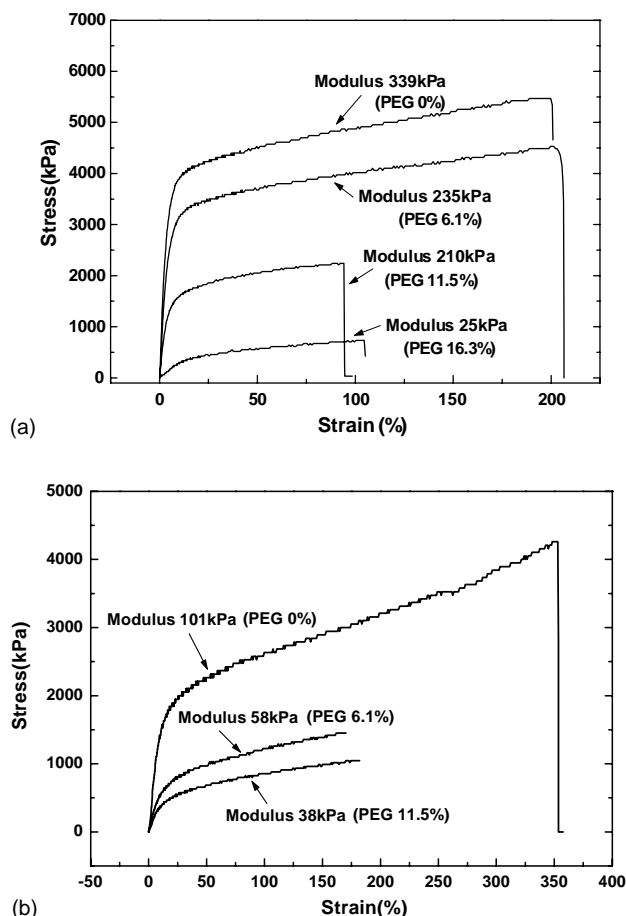 7000
6000
5000
4000
3000
2000
1000
0
Stress(kPa)
Modulus 339kPa
(PEG 0%)
Modulus 235kPa
(PEG 6.1%)
Modulus 210kPa
(PEG 11.5%)
Modulus 25kPa
(PEG 16.3%)
0 50 100 150 200
Strain (%)
(a)
5000
4000
3000
2000
1000
0
Stress(kPa)
Modulus 101kPa (PEG 0%)
Modulus 58kPa (PEG 6.1%)
Modulus 38kPa (PEG 11.5%)
-50 0 50 100 150 200 250 300 350 400
Strain(%)
(b)